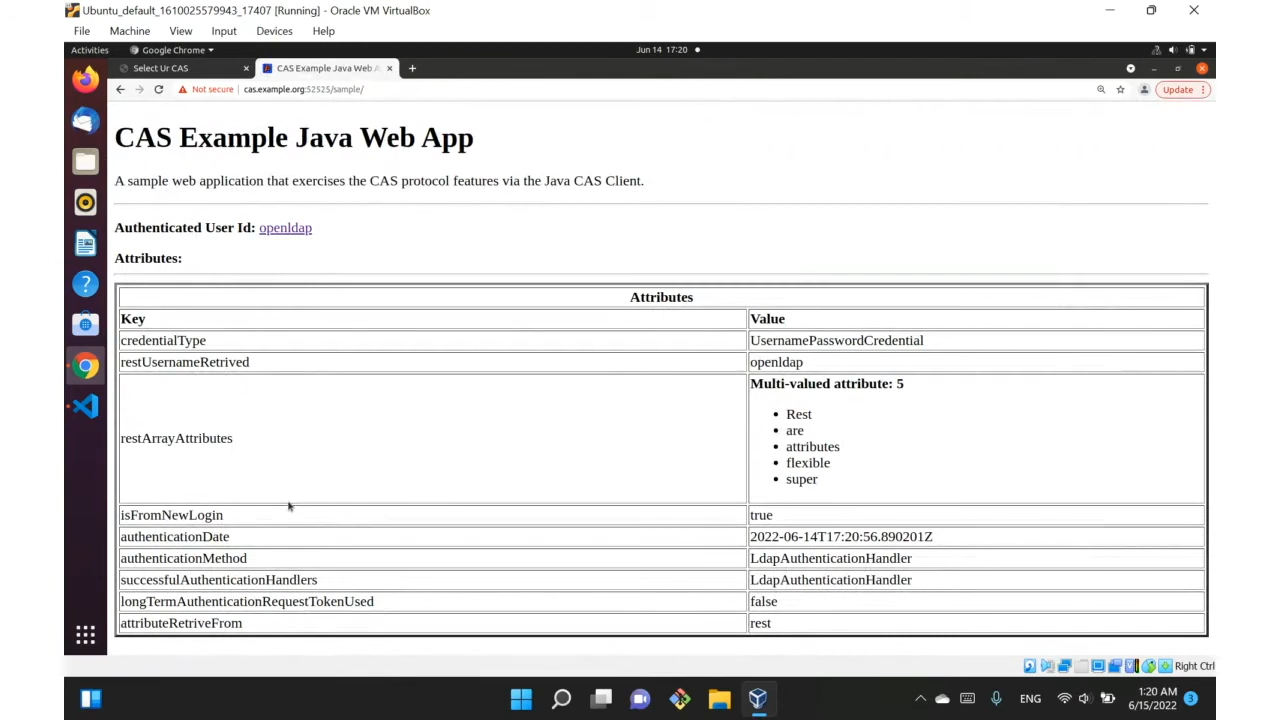 Ubuntu_default_1610025579943_17407 [Running] - Oracle VM VirtualBox
File Machine View Input Devices Help
Activities Google Chrome Jun 14 17:20
Select Ur CAS CAS Example Java Web A
Not secure cas.example.org:52525/sample/ Update
CAS Example Java Web App
A sample web application that exercises the CAS protocol features via the Java CAS Client.
Authenticated User Id: openldap
Attributes:
Attributes
Key Value
credentialType UsernamePasswordCredential
restUsernameRetrived openldap
restArrayAttributes
Multi-valued attribute: 5
• Rest
• are
• attributes
• flexible
• super
isFromNewLogin true
authenticationDate 2022-06-14T17:20:56.890201Z
authenticationMethod LdapAuthenticationHandler
successfulAuthenticationHandlers LdapAuthenticationHandler
longTermAuthenticationRequestTokenUsed false
attributeRetriveFrom rest
Right Ctrl
ENG 1:20 AM 3
6/15/2022